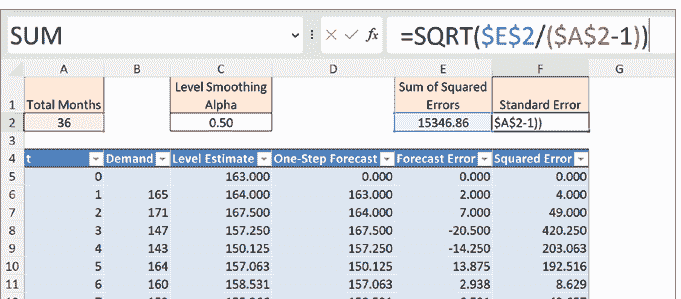 SUM =SQRT($E$2/($A$2-1))
A B C D E F G
Level Smoothing Sum of Squared
1 Total Months Alpha Errors Standard Error
2 36 0.50 15346.86 $A$2-1))
3
4 t Demand Level Estimate One-Step Forecast Forecast Error Squared Error
5 0 163.000 0.000 0.000 0.000
6 1 165 164.000 163.000 2.000 4.000
7 2 171 167.500 164.000 7.000 49.000
8 3 147 157.250 167.500 -20.500 420.250
9 4 143 150.125 157.250 -14.250 203.063
10 5 164 157.063 150.125 13.875 192.516
11 6 160 158.531 157.063 2.938 8.629